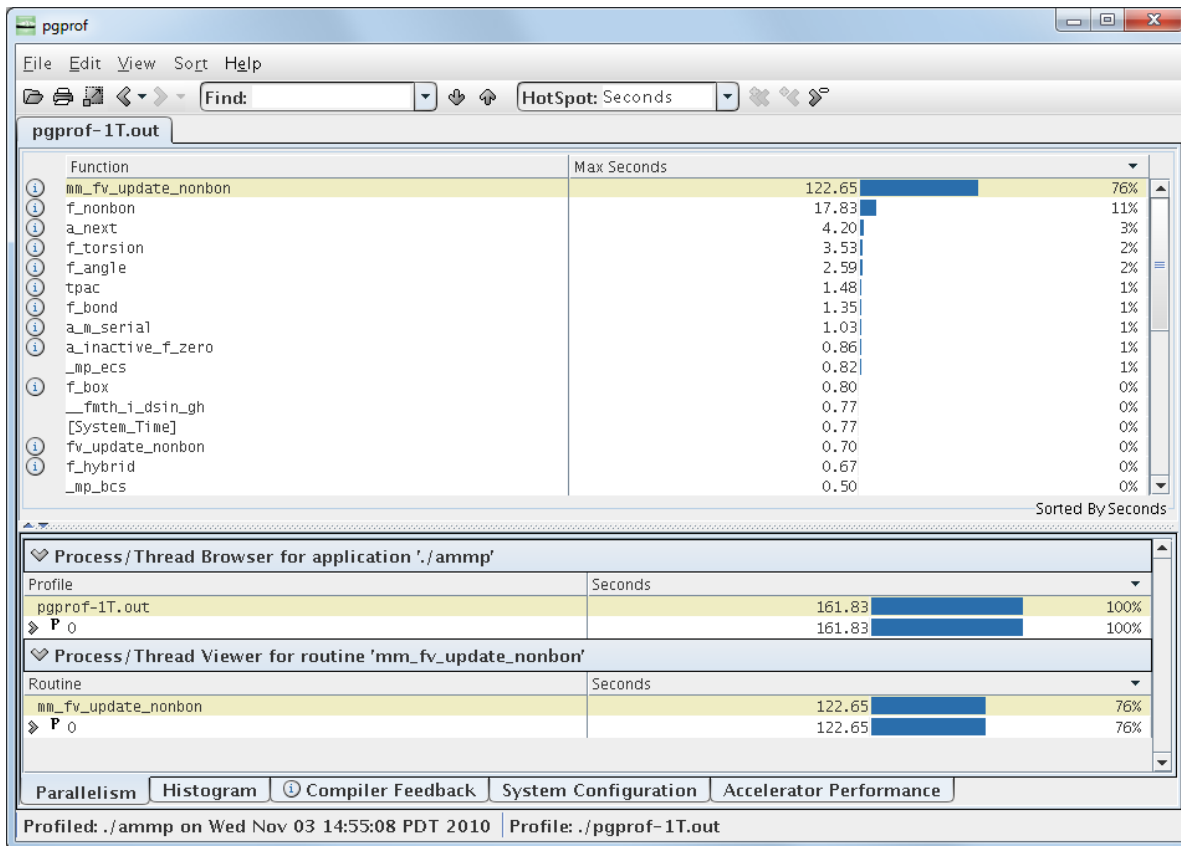 pgprof
File Edit View Sort Help
Find: HotSpot: Seconds
pgprof-1T.out
Function Max Seconds
mm_fv_update_nonbon 122.65 76%
f_nonbon 17.83 11%
a_next 4.20 3%
f_torsion 3.53 2%
f_angle 2.59 2%
tpac 1.48 1%
f_bond 1.35 1%
a_m_serial 1.03 1%
a_inactive_f_zero 0.86 1%
_mp_ecs 0.82 1%
f_box 0.80 0%
__fmth_i_dsin_gh 0.77 0%
[System_Time] 0.77 0%
fv_update_nonbon 0.70 0%
f_hybrid 0.67 0%
_mp_bcs 0.50 0%
Sorted By Seconds
Process/Thread Browser for application './ammp'
Profile Seconds
pgprof-1T.out 161.83 100%
P 0 161.83 100%
Process/Thread Viewer for routine 'mm_fv_update_nonbon'
Routine Seconds
mm_fv_update_nonbon 122.65 76%
P 0 122.65 76%
Parallelism Histogram Compiler Feedback System Configuration Accelerator Performance
Profiled: ./ammp on Wed Nov 03 14:55:08 PDT 2010 Profile: ./pgprof-1T.out